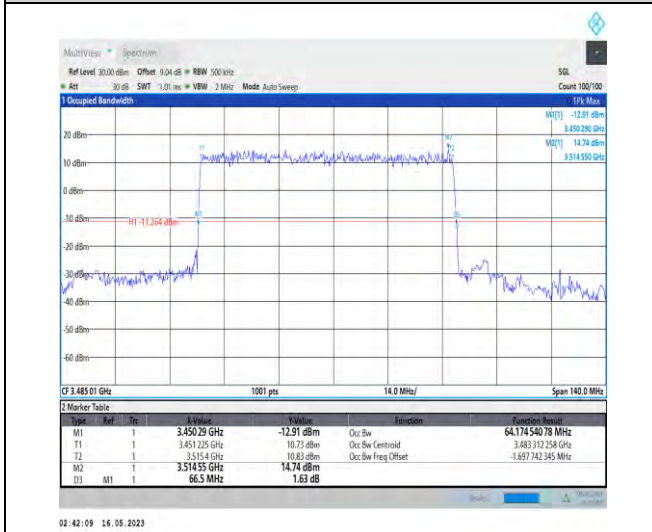 MultiView Spectrum
Ref Level 30.00 dBm Offset 9.04 dB RBW 500 kHz SGL
Att 30 dB SWT 1.01 ms VBW 2 MHz Mode Auto Sweep Count 100/100
1 Occupied Bandwidth 1Pk Max
M1[1] -12.91 dBm
3.450 290 GHz
20 dBm M2[1] 14.74 dBm
3.514 550 GHz
M2
T1 T2
10 dBm
0 dBm
-10 dBm H1 -11.264 dBm M1 D3
-20 dBm
-30 dBm
-40 dBm
-50 dBm
-60 dBm
CF 3.485 01 GHz 1001 pts 14.0 MHz/ Span 140.0 MHz
2 Marker Table
Type Ref Trc X-Value Y-Value Function Function Result
M1 1 3.450 29 GHz -12.91 dBm Occ Bw 64.174 540 78 MHz
T1 1 3.451 225 GHz 10.73 dBm Occ Bw Centroid 3.483 312 258 GHz
T2 1 3.515 4 GHz 10.83 dBm Occ Bw Freq Offset -1.697 742 345 MHz
M2 1 3.514 55 GHz 14.74 dBm
D3 M1 1 66.5 MHz 1.63 dB
02:42:09 16.05.2023